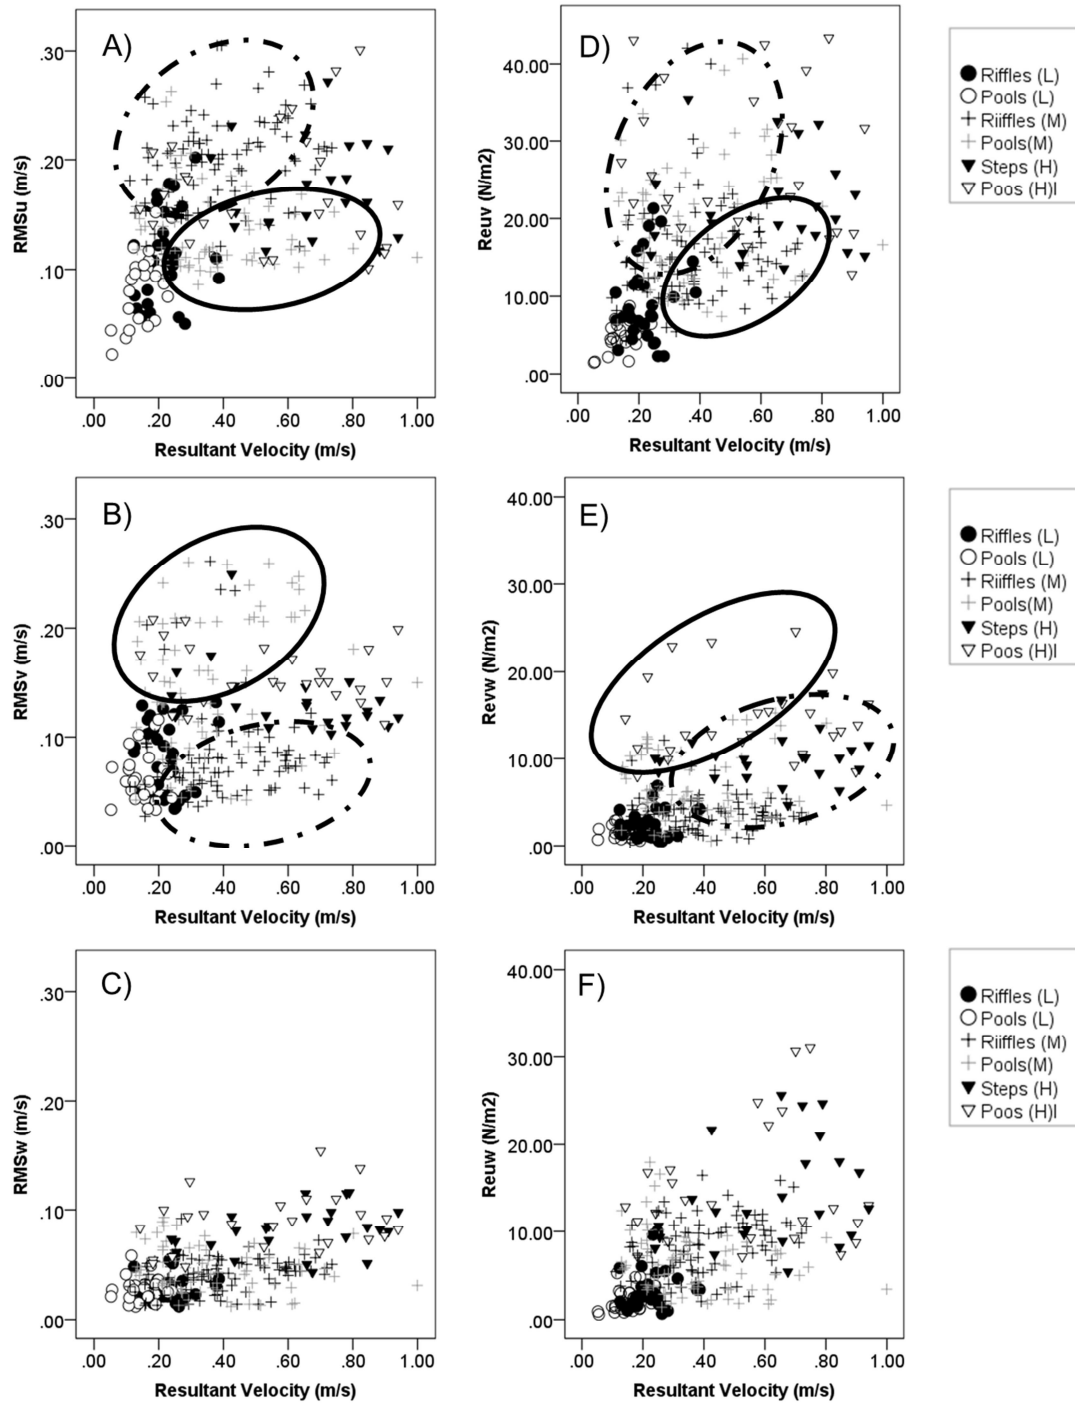 A)
.30
.20
.10
.00
RMSu (m/s)
.00 .20 .40 .60 .80 1.00
Resultant Velocity (m/s)
D)
40.00
30.00
20.00
10.00
.00
Reuv (N/m2)
.00 .20 .40 .60 .80 1.00
Resultant Velocity (m/s)
Riffles (L)
Pools (L)
Riiffles (M)
Pools(M)
Steps (H)
Poos (H)l
B)
.30
.20
.10
.00
RMSv (m/s)
.00 .20 .40 .60 .80 1.00
Resultant Velocity (m/s)
E)
40.00
30.00
20.00
10.00
.00
Revw (N/m2)
.00 .20 .40 .60 .80 1.00
Resultant Velocity (m/s)
Riffles (L)
Pools (L)
Riiffles (M)
Pools(M)
Steps (H)
Poos (H)l
C)
.30
.20
.10
.00
RMSw (m/s)
.00 .20 .40 .60 .80 1.00
Resultant Velocity (m/s)
F)
40.00
30.00
20.00
10.00
.00
Reuw (N/m2)
.00 .20 .40 .60 .80 1.00
Resultant Velocity (m/s)
Riffles (L)
Pools (L)
Riiffles (M)
Pools(M)
Steps (H)
Poos (H)l